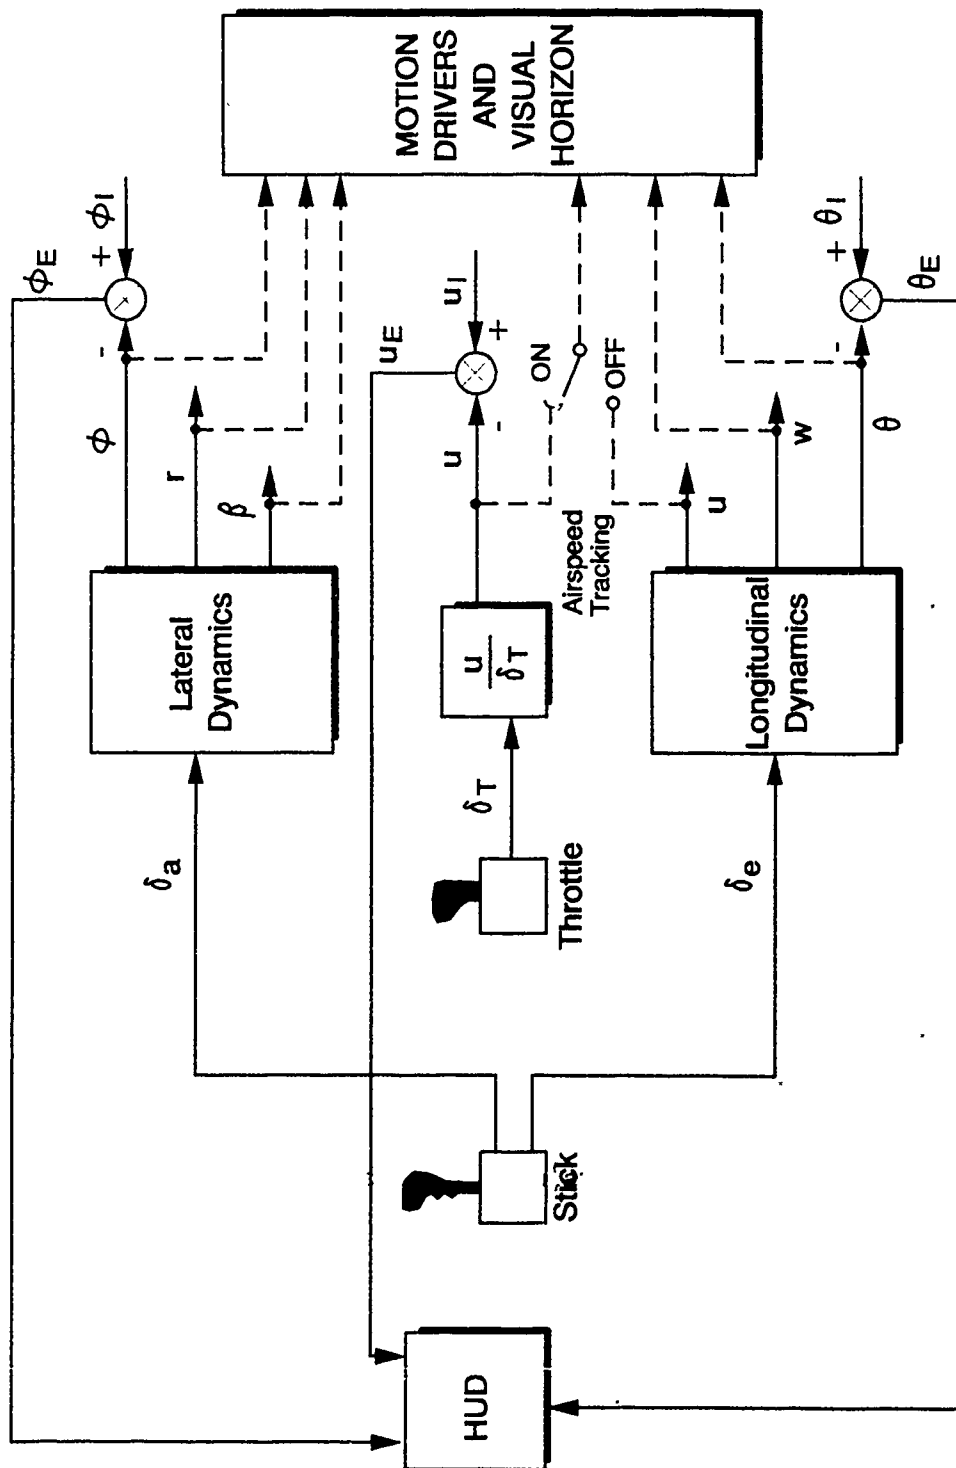 MOTION
DRIVERS
AND
VISUAL
HORIZON
ϕE
+ ϕI
-
ϕ
r
β
Lateral
Dynamics
δa
uE
uI
+
-
u
u
δT
δT
Throttle
ON
OFF
Airspeed
Tracking
u
w
θ
-
+ θI
θE
Longitudinal
Dynamics
δe
Stick
HUD